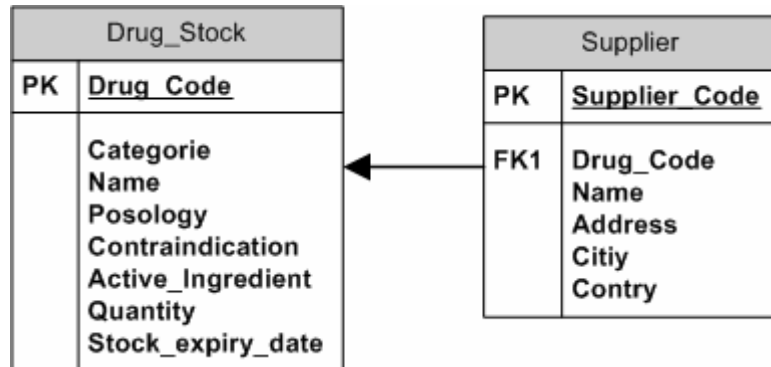 Drug_Stock
PK Drug_Code
Categorie
Name
Posology
Contraindication
Active_Ingredient
Quantity
Stock_expiry_date
Supplier
PK Supplier_Code
FK1 Drug_Code
Name
Address
Citiy
Contry